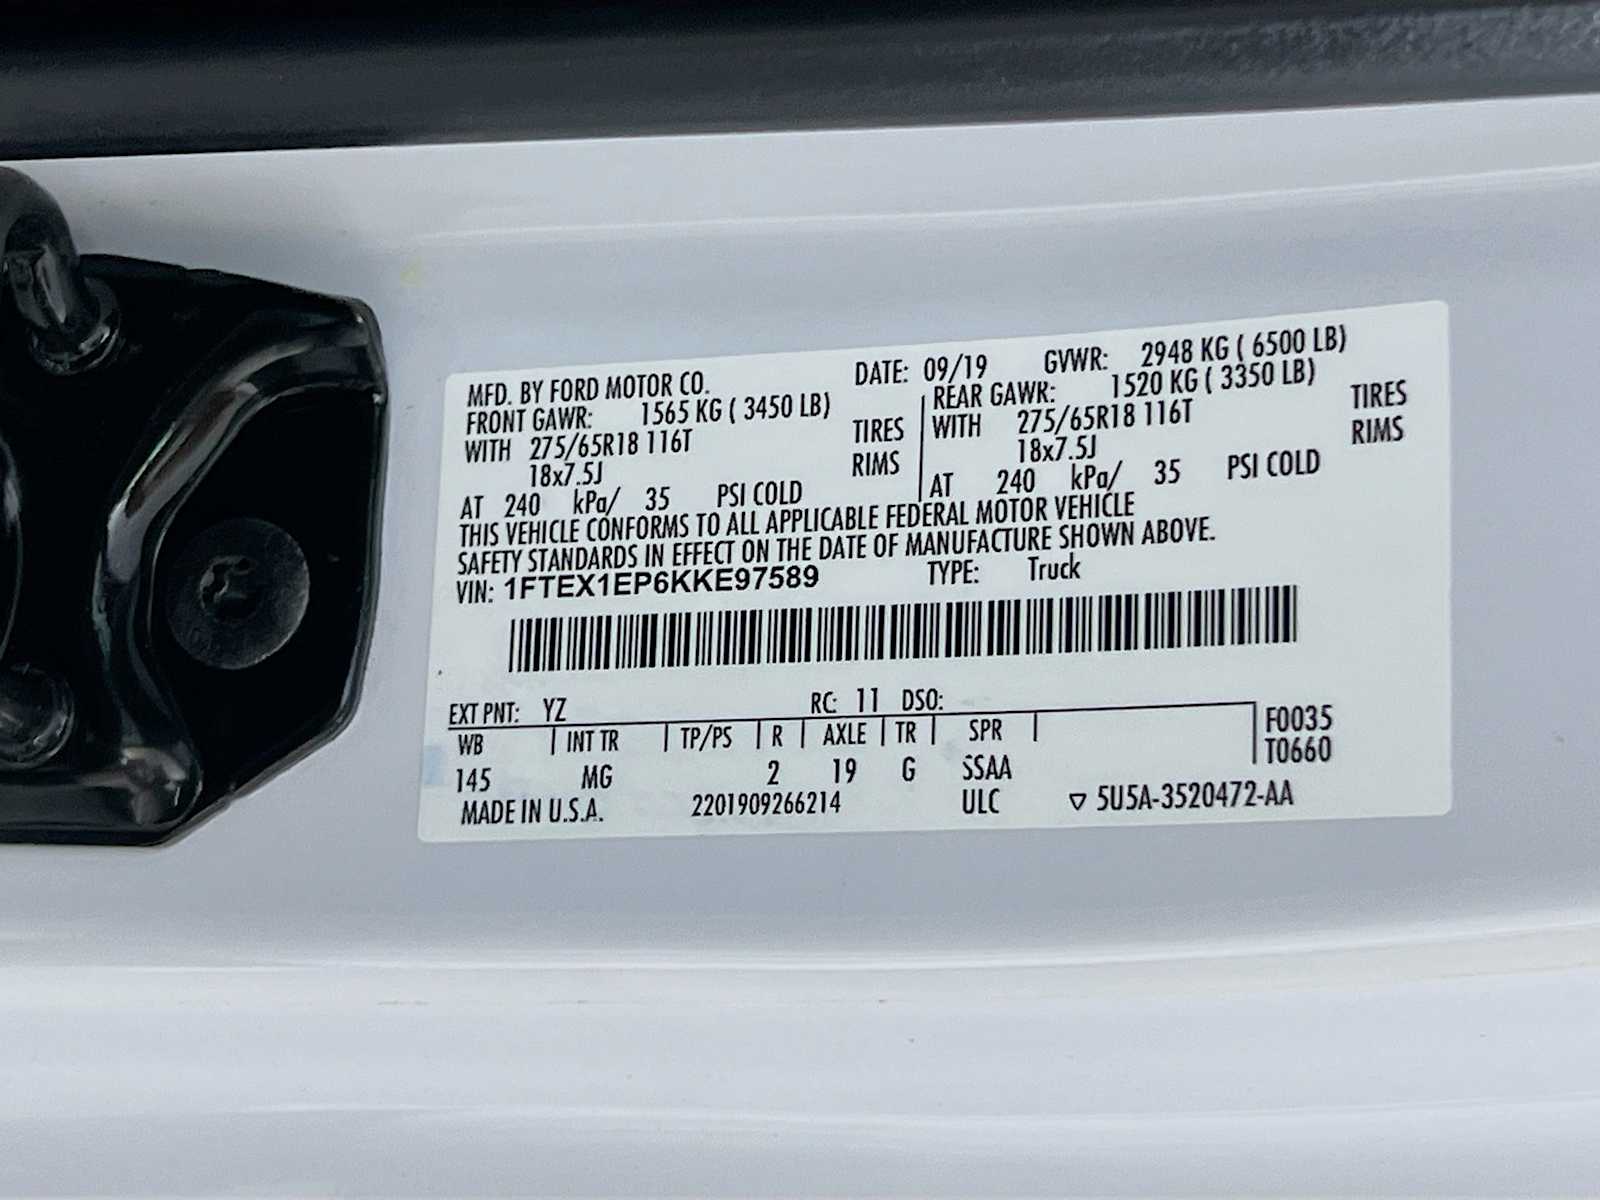 MFD. BY FORD MOTOR CO. DATE: 09/19 GVWR: 2948 KG ( 6500 LB)
FRONT GAWR: 1565 KG ( 3450 LB) REAR GAWR: 1520 KG ( 3350 LB)
WITH 275/65R18 116T TIRES WITH 275/65R18 116T TIRES
18x7.5J RIMS 18x7.5J RIMS
AT 240 kPa/ 35 PSI COLD AT 240 kPa/ 35 PSI COLD
THIS VEHICLE CONFORMS TO ALL APPLICABLE FEDERAL MOTOR VEHICLE
SAFETY STANDARDS IN EFFECT ON THE DATE OF MANUFACTURE SHOWN ABOVE.
VIN: 1FTEX1EP6KKE97589 TYPE: Truck
EXT PNT: YZ RC: 11 DSO:
WB INT TR TP/PS R AXLE TR SPR F0035
145 MG 2 19 G SSAA T0660
MADE IN U.S.A. 2201909266214 ULC ▽ 5U5A-3520472-AA